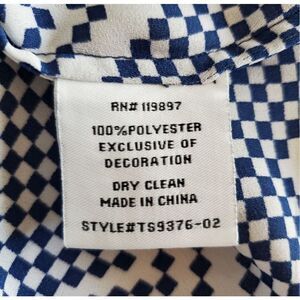 RN# 119897
100%POLYESTER
EXCLUSIVE OF
DECORATION
DRY CLEAN
MADE IN CHINA
STYLE#TS9376-02